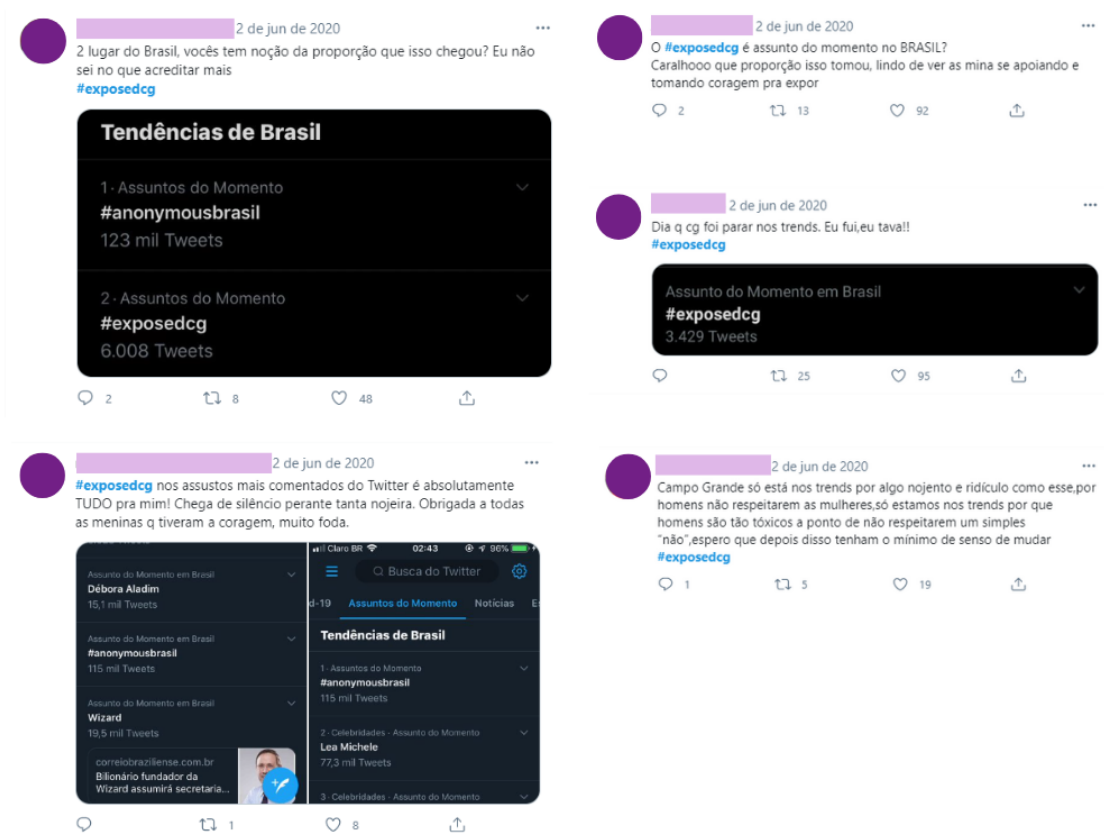 2 de jun de 2020
2 lugar do Brasil, vocês tem noção da proporção que isso chegou? Eu não
sei no que acreditar mais
#exposedcg
Tendências de Brasil
1 · Assuntos do Momento
#anonymousbrasil
123 mil Tweets
2 · Assuntos do Momento
#exposedcg
6.008 Tweets
2 8 48
2 de jun de 2020
O #exposedcg é assunto do momento no BRASIL?
Caralhooo que proporção isso tomou, lindo de ver as mina se apoiando e
tomando coragem pra expor
2 13 92
2 de jun de 2020
Dia q cg foi parar nos trends. Eu fui,eu tava!!
#exposedcg
Assunto do Momento em Brasil
#exposedcg
3.429 Tweets
25 95
2 de jun de 2020
#exposedcg nos assustos mais comentados do Twitter é absolutamente
TUDO pra mim! Chega de silêncio perante tanta nojeira. Obrigada a todas
as meninas q tiveram a coragem, muito foda.
Assunto do Momento em Brasil
Débora Aladim
15,1 mil Tweets
Assunto do Momento em Brasil
#anonymousbrasil
115 mil Tweets
Assunto do Momento em Brasil
Wizard
19,5 mil Tweets
correiobraziliense.com.br
Bilionário fundador da
Wizard assumirá secretaria...
Claro BR 02:43 96%
Busca do Twitter
d-19 Assuntos do Momento Notícias E
Tendências de Brasil
1 · Assuntos do Momento
#anonymousbrasil
115 mil Tweets
2 · Celebridades · Assunto do Momento
Lea Michele
77,3 mil Tweets
3 · Celebridades · Assunto do Momento
1 8
2 de jun de 2020
Campo Grande só está nos trends por algo nojento e ridículo como esse,por
homens não respeitarem as mulheres,só estamos nos trends por que
homens são tão tóxicos a ponto de não respeitarem um simples
"não",espero que depois disso tenham o mínimo de senso de mudar
#exposedcg
1 5 19